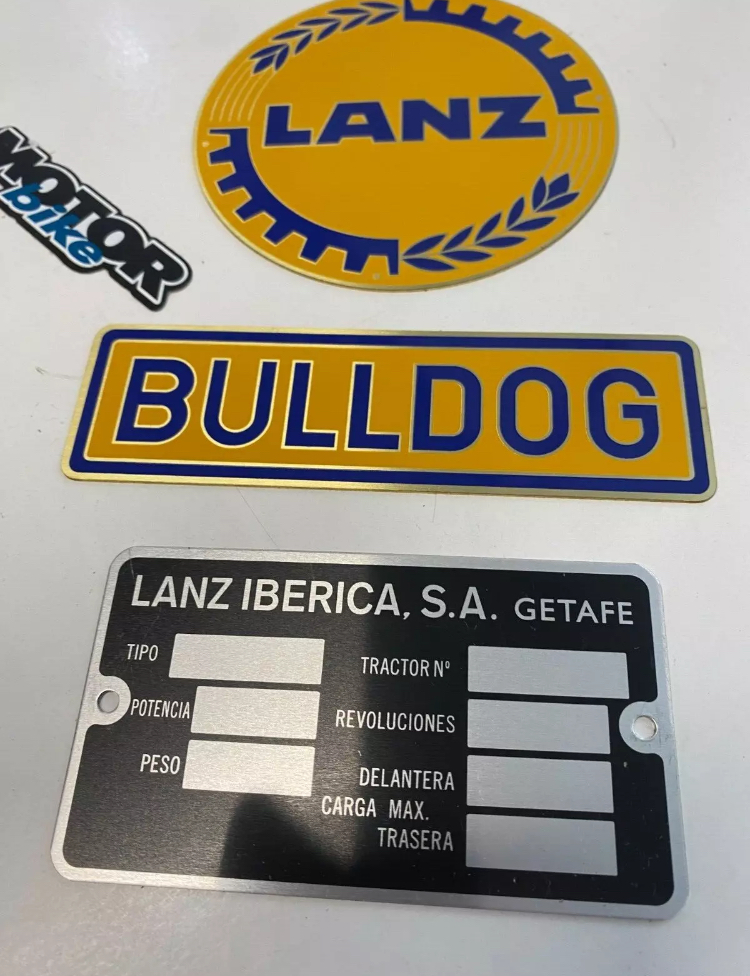 LANZ
MOTOR
bike
BULLDOG
LANZ IBERICA, S.A. GETAFE
TIPO
TRACTOR Nº
POTENCIA
REVOLUCIONES
PESO
DELANTERA
CARGA MAX.
TRASERA